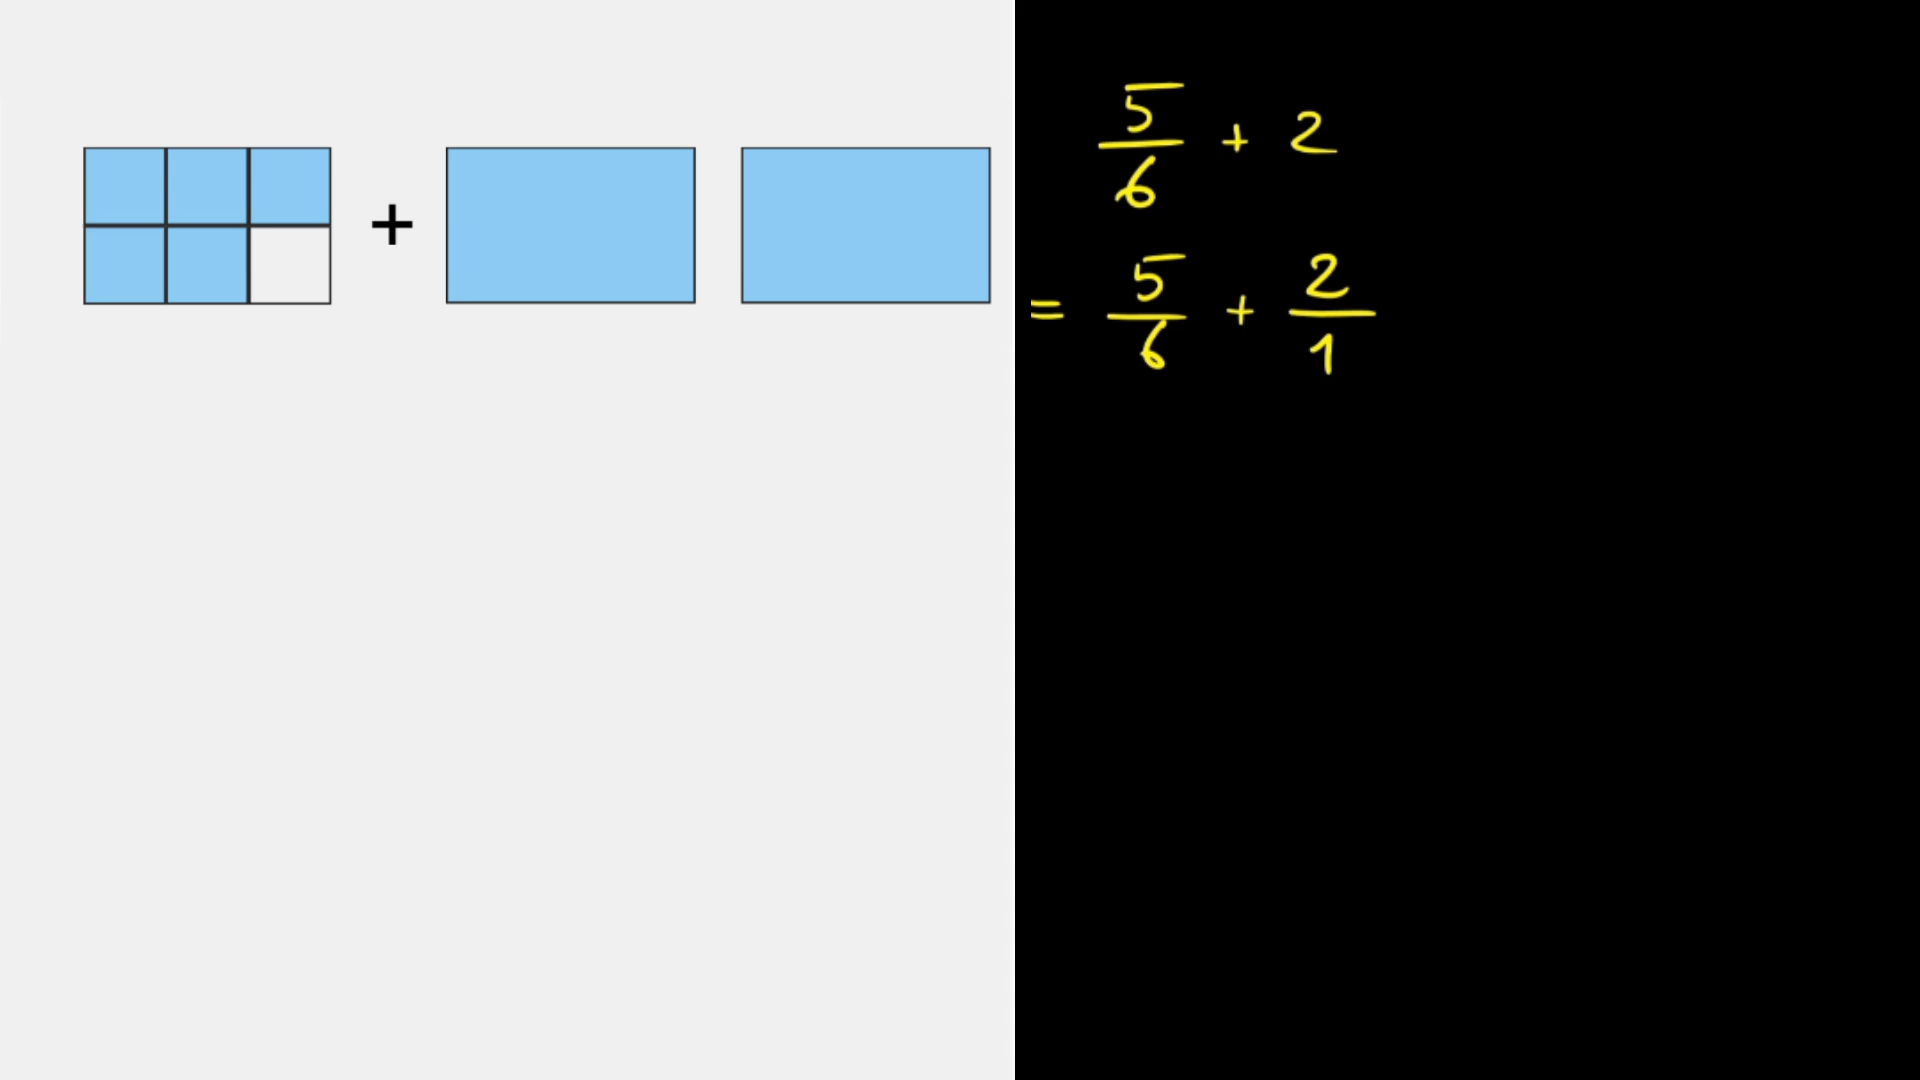 +
5/6 + 2
= 5/6 + 2/1